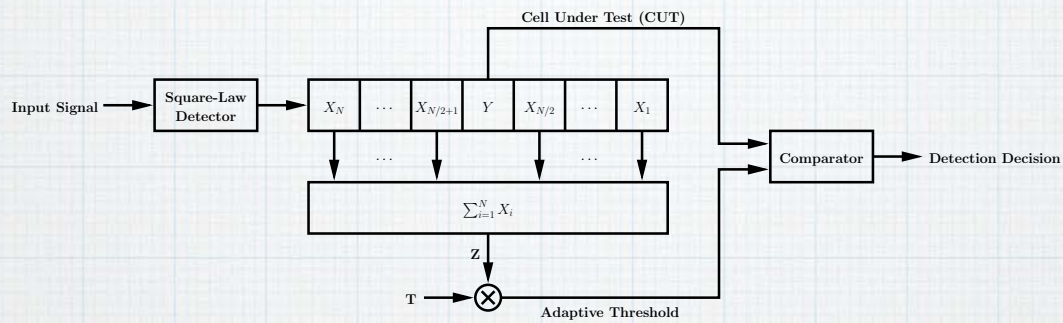 Cell Under Test (CUT)
Input Signal
Square-Law
Detector
$X_N$ ... $X_{N/2+1}$ $Y$ $X_{N/2}$ ... $X_1$
... ...
Comparator
Detection Decision
$\sum_{i=1}^{N} X_i$
Z
T
Adaptive Threshold